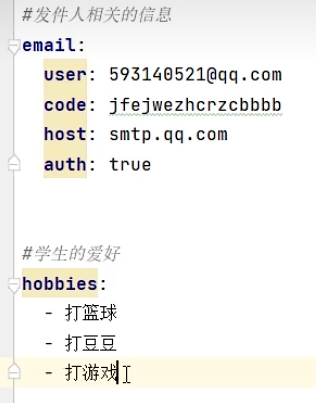 #发件人相关的信息
email:
  user: 593140521@qq.com
  code: jfejwezhcrzcbbbb
  host: smtp.qq.com
  auth: true
#学生的爱好
hobbies:
  - 打篮球
  - 打豆豆
  - 打游戏